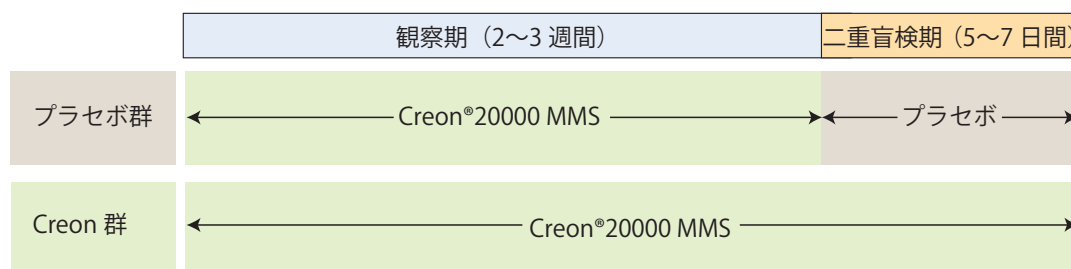 観察期（2～3 週間） 二重盲検期（5～7 日間）
プラセボ群 Creon®20000 MMS プラセボ
Creon 群 Creon®20000 MMS